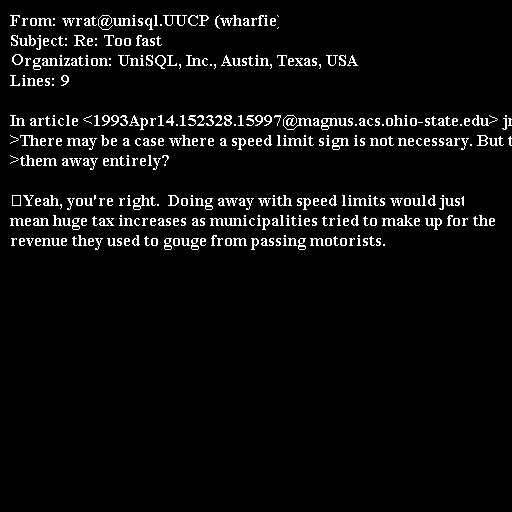 From: wrat@unisql.UUCP (wharfie)
Subject: Re: Too fast
Organization: UniSQL, Inc., Austin, Texas, USA
Lines: 9

In article <1993Apr14.152328.15997@magnus.acs.ohio-state.edu>
>There may be a case where a speed limit sign is not necessary. But
>them away entirely?

Yeah, you're right.  Doing away with speed limits would just
mean huge tax increases as municipalities tried to make up for the
revenue they used to gouge from passing motorists.